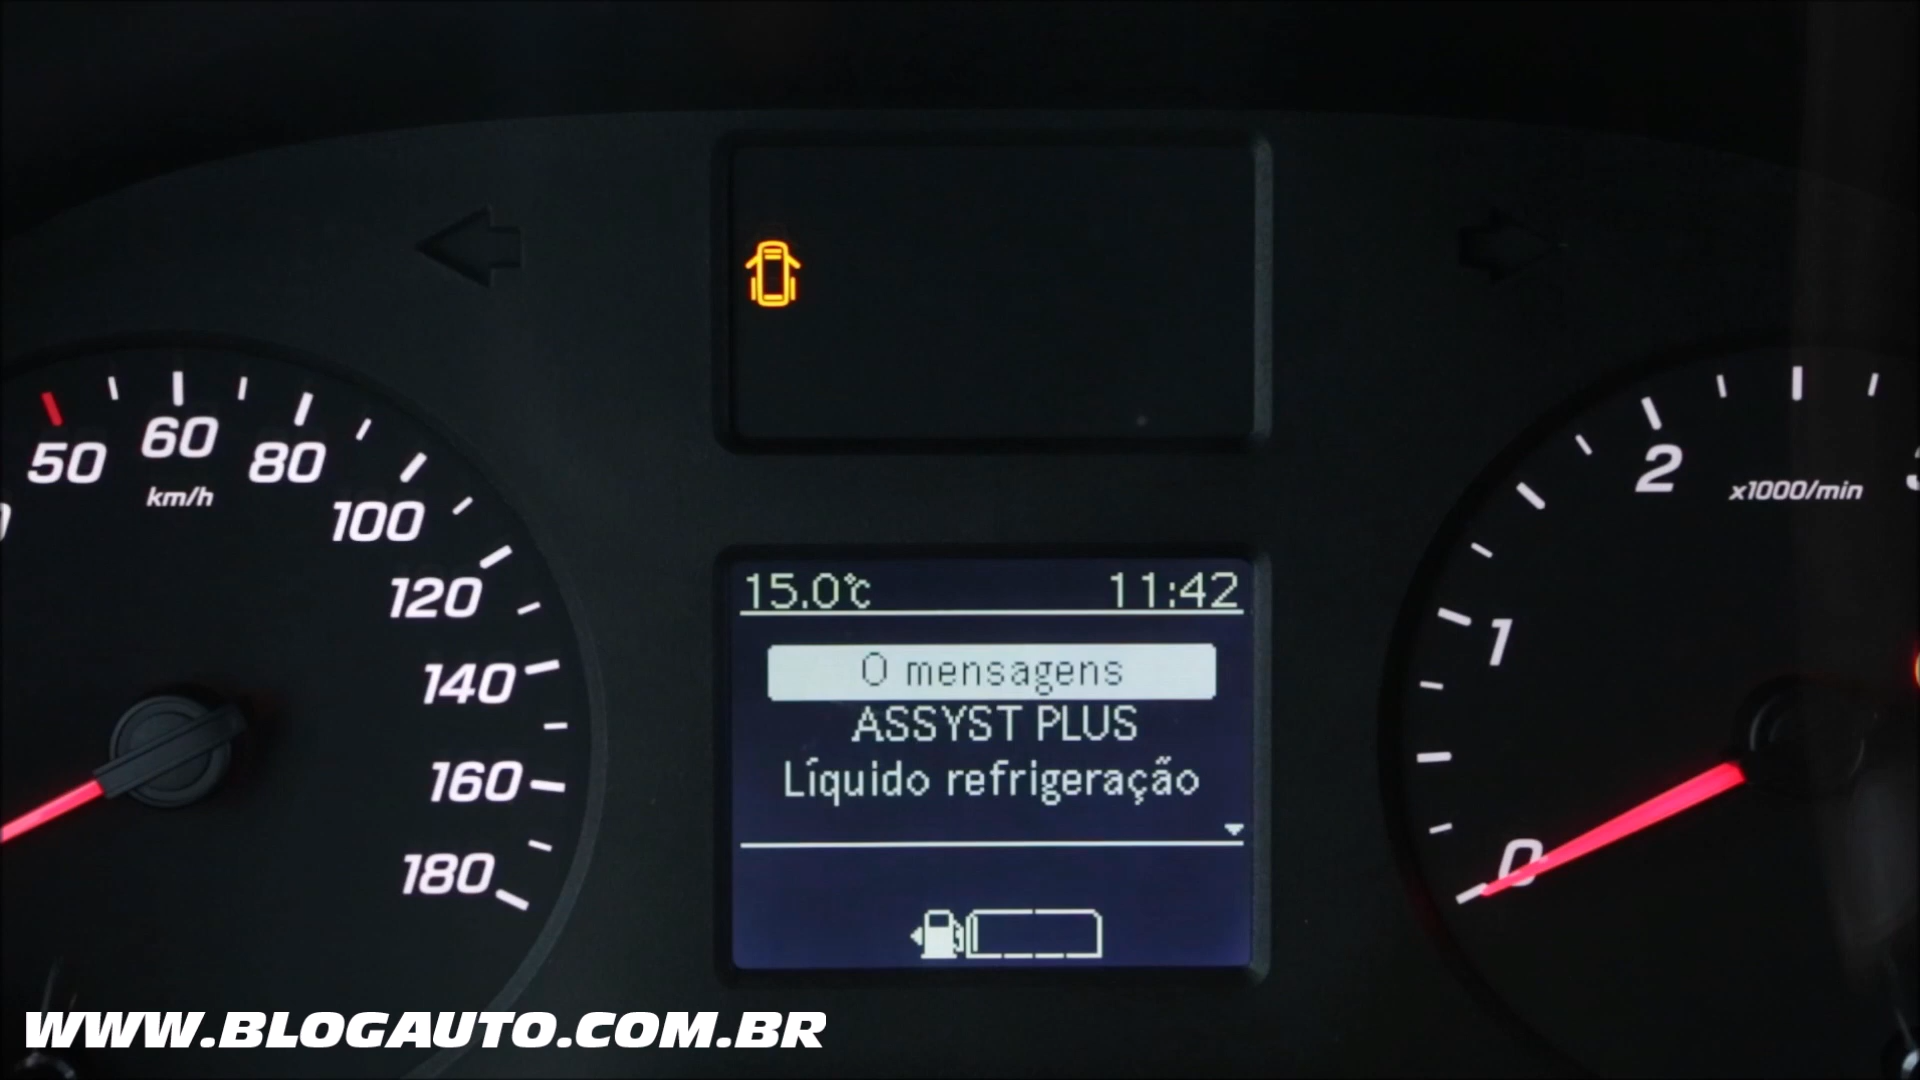 50
60
80
km/h
100
120
140
160
180
15.0°C 11:42
0 mensagens
ASSYST PLUS
Líquido refrigeração
2
x1000/min
1
0
WWW.BLOGAUTO.COM.BR